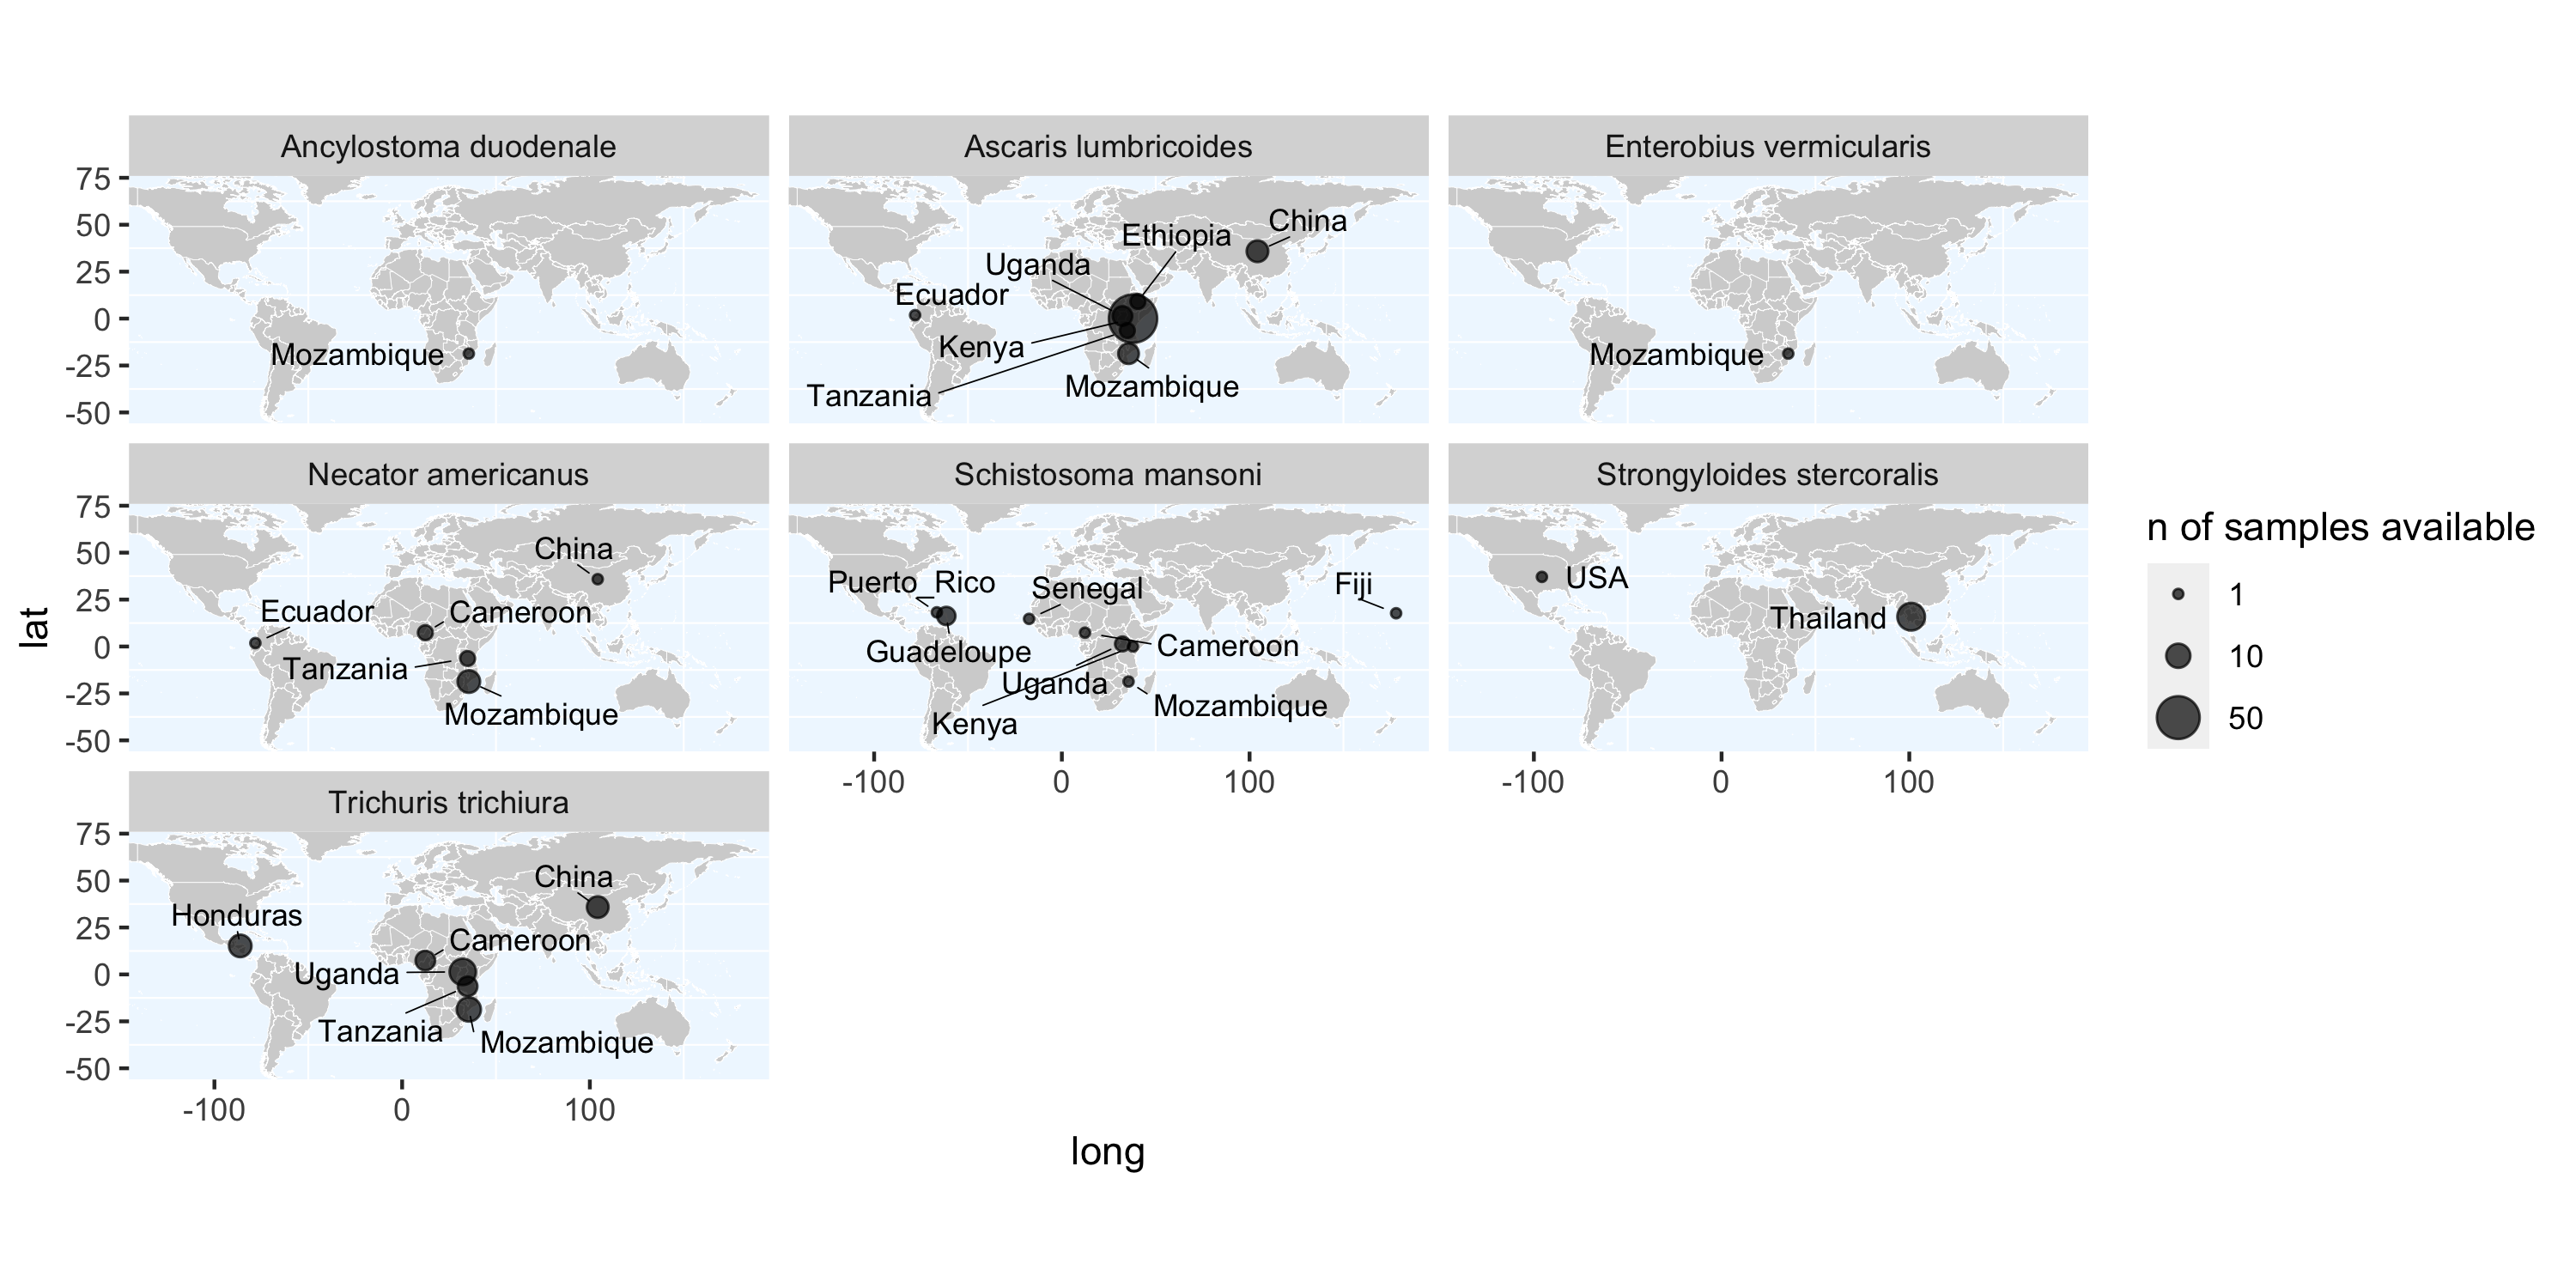 Ancylostoma duodenale
Ascaris lumbricoides
Enterobius vermicularis
75
50
25
0
-25
-50
Mozambique
China
Ethiopia
Uganda
Ecuador
Kenya
Tanzania
Mozambique
Mozambique
Necator americanus
Schistosoma mansoni
Strongyloides stercoralis
75
50
25
0
-25
-50
China
Ecuador
Cameroon
Tanzania
Mozambique
Puerto_Rico
Senegal
Fiji
Guadeloupe
Cameroon
Uganda
Mozambique
Kenya
USA
Thailand
-100
0
100
-100
0
100
Trichuris trichiura
75
50
25
0
-25
-50
China
Honduras
Cameroon
Uganda
Tanzania
Mozambique
-100
0
100
long
lat
n of samples available
1
10
50